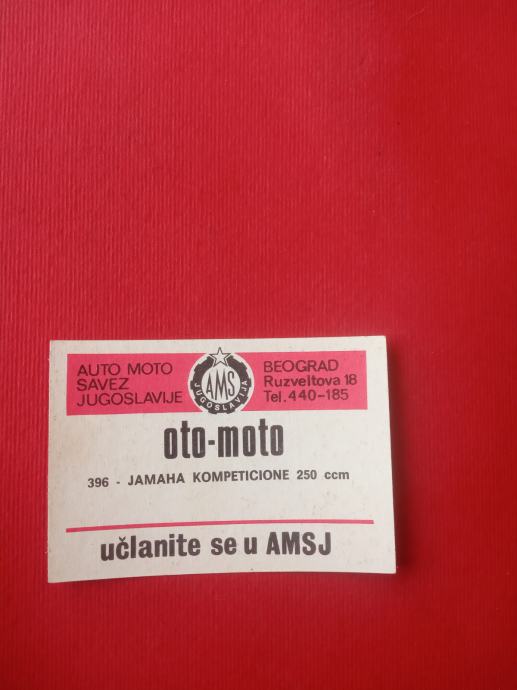 AUTO MOTO
SAVEZ
JUGOSLAVIJE
AMS
JUGOSLAVIJA
BEOGRAD
Ruzveltova 18
Tel. 440-185
oto-moto
396 - JAMAHA KOMPETICIONE 250 ccm
učlanite se u AMSJ